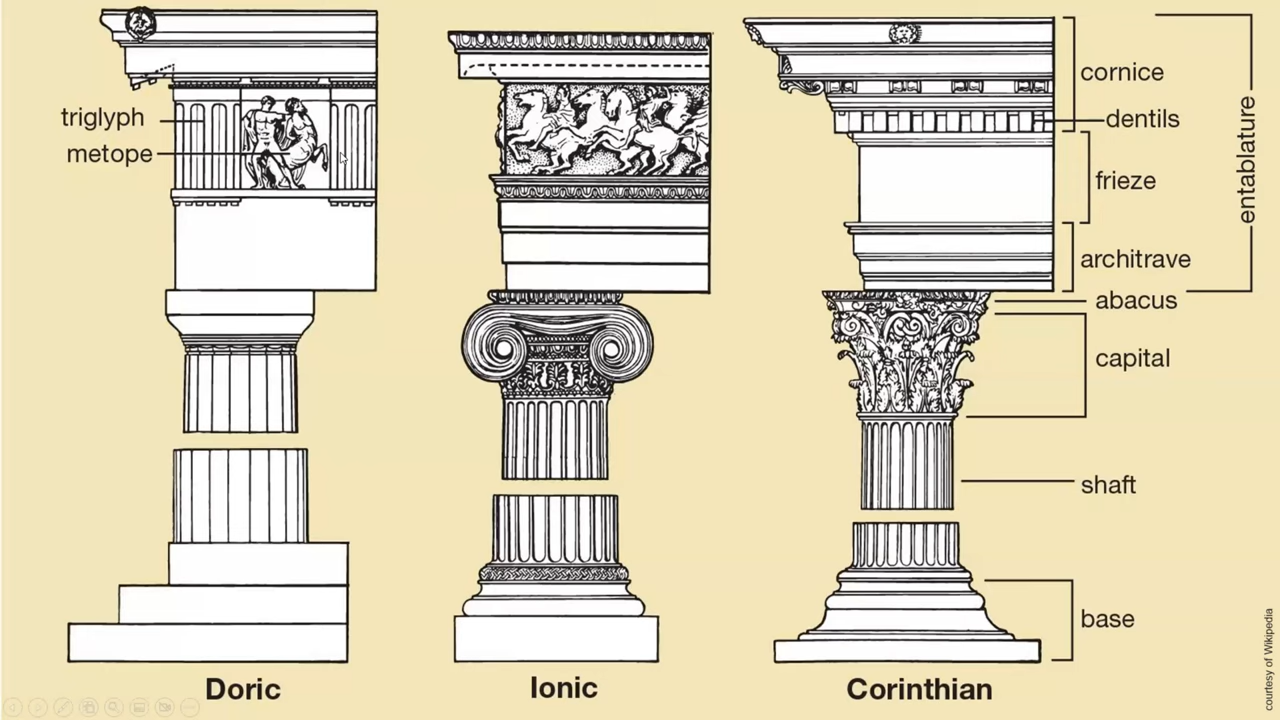 triglyph
metope
cornice
dentils
frieze
architrave
entablature
abacus
capital
shaft
base
Doric
Ionic
Corinthian
courtesy of Wikipedia